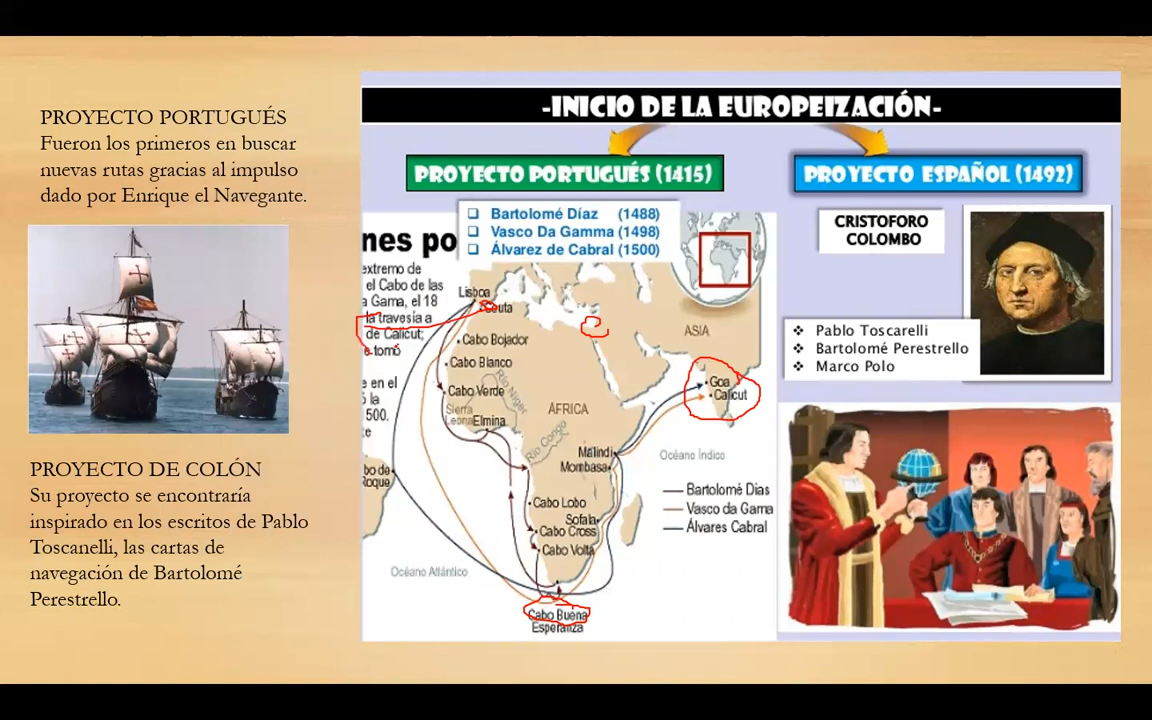 PROYECTO PORTUGUÉS
Fueron los primeros en buscar
nuevas rutas gracias al impulso
dado por Enrique el Navegante.
PROYECTO DE COLÓN
Su proyecto se encontraría
inspirado en los escritos de Pablo
Toscanelli, las cartas de
navegación de Bartolomé
Perestrello.
-INICIO DE LA EUROPEIZACIÓN-
PROYECTO PORTUGUÉS (1415)
❑ Bartolomé Díaz (1488)
❑ Vasco Da Gamma (1498)
❑ Álvarez de Cabral (1500)
nes po
extremo de
el Cabo de las
a Gama, el 18
la travesia a
de Calicut;
e tomó
e en el
ó la
500.
te
bo de
Roque
Lisboa
Ceuta
Cabo Bojador
Cabo Blanco
Cabo Verde
Sierra
Leona
Elmina
Río Niger
Río Congo
ÁFRICA
ASIA
Goa
Calicut
Malindi
Mombasa
Océano Índico
Cabo Lobo
Sofala
Cabo Cross
Cabo Volta
Océano Atlántico
Cabo Buena
Esperanza
Bartolomé Dias
Vasco da Gama
Álvares Cabral
PROYECTO ESPAÑOL (1492)
CRISTOFORO
COLOMBO
❖ Pablo Toscarelli
❖ Bartolomé Perestrello
❖ Marco Polo